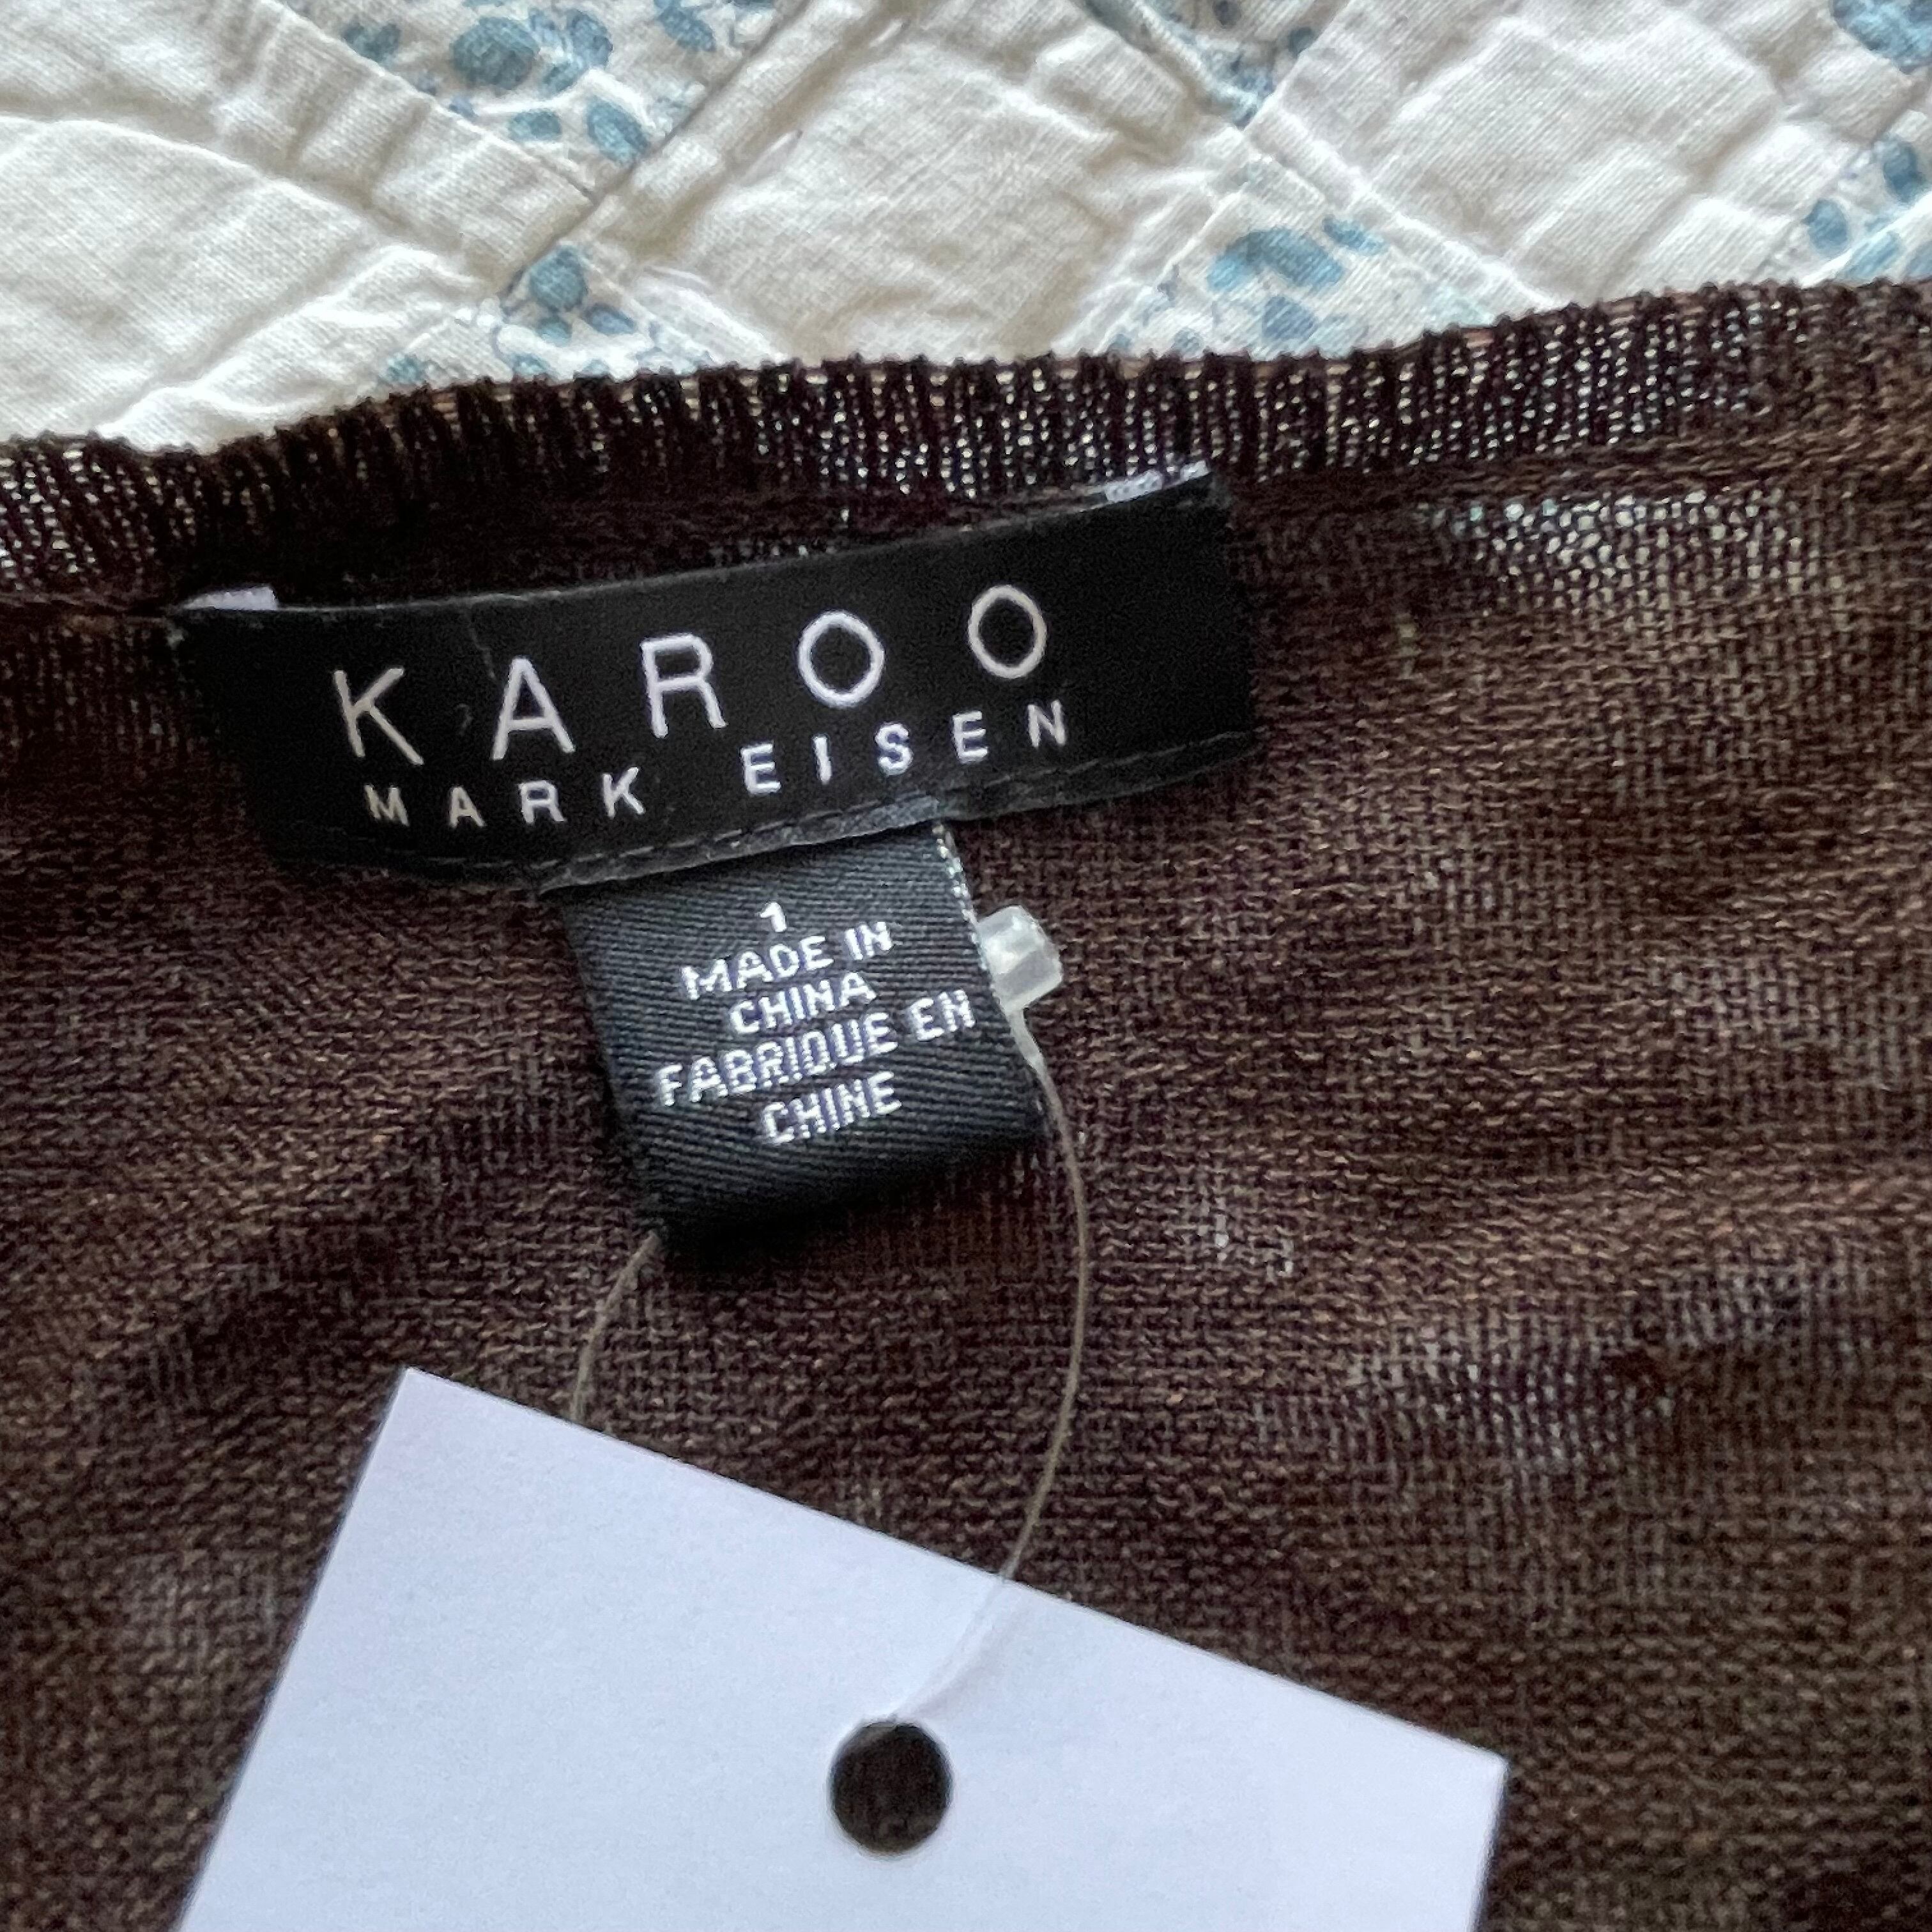 KAROO
MARK EISEN
1
MADE IN
CHINA
FABRIQUE EN
CHINE